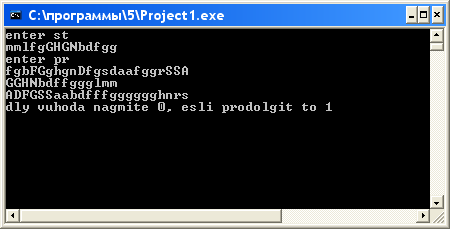 C:\программы\5\Project1.exe
enter st
mmlfgGHGNbdfgg
enter pr
fgbFGghgnDfgsdaafggrSSA
GGHNbdffggglmm
ADFGSSaabdfffggggghnrs
dly vuhoda nagmite 0, esli prodolgit to 1